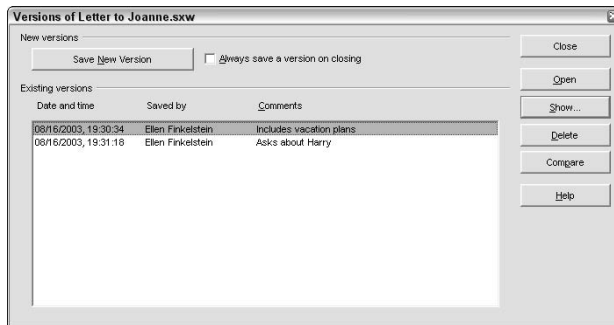 Versions of Letter to Joanne.sxw
New versions
Save New Version
Always save a version on closing
Existing versions
Date and time Saved by Comments
08/16/2003, 19:30:34 Ellen Finkelstein Includes vacation plans
08/16/2003, 19:31:18 Ellen Finkelstein Asks about Harry
Close
Open
Show...
Delete
Compare
Help